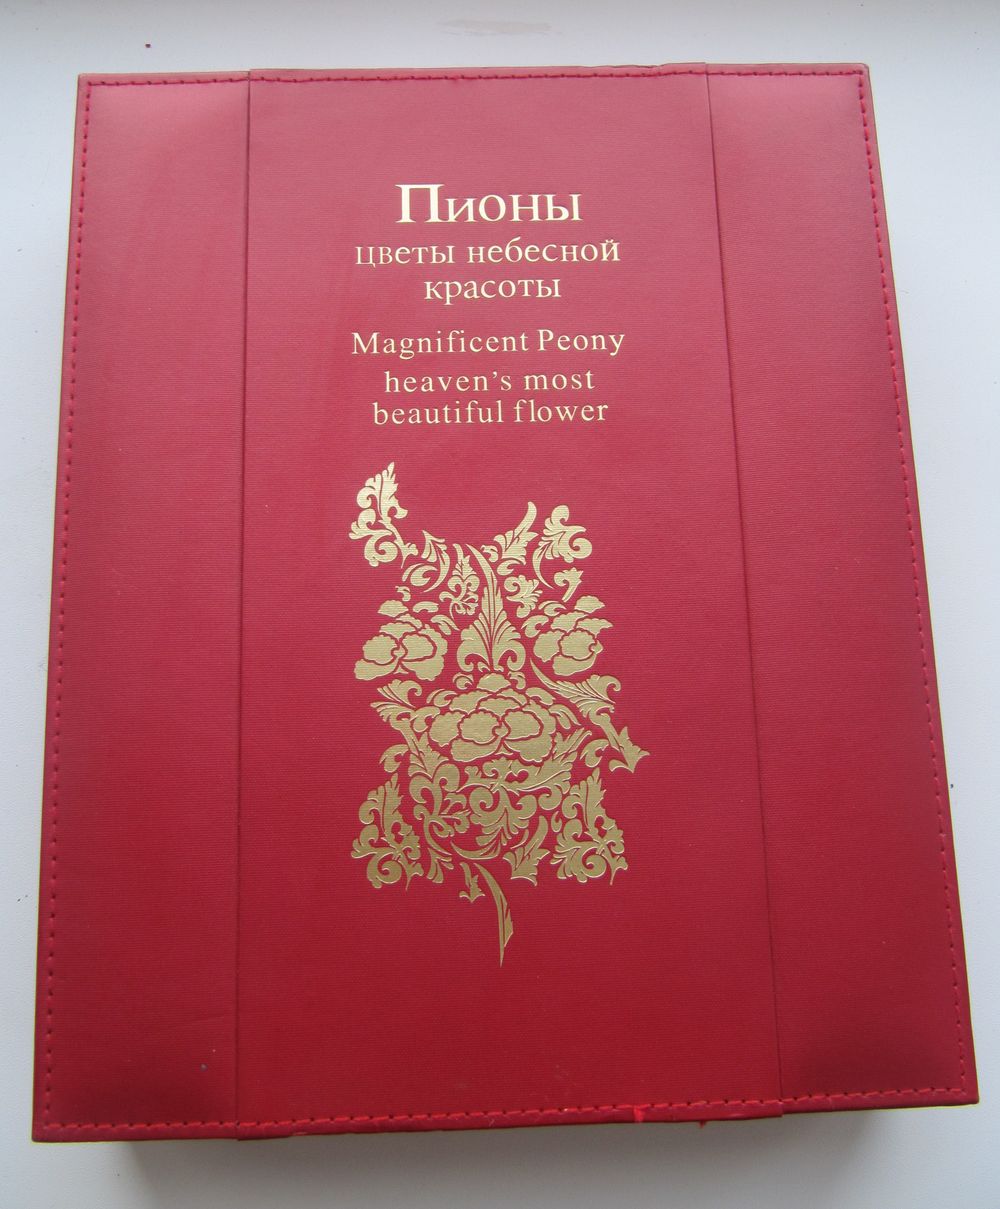 Пионы
цветы небесной
красоты
Magnificent Peony
heaven's most
beautiful flower